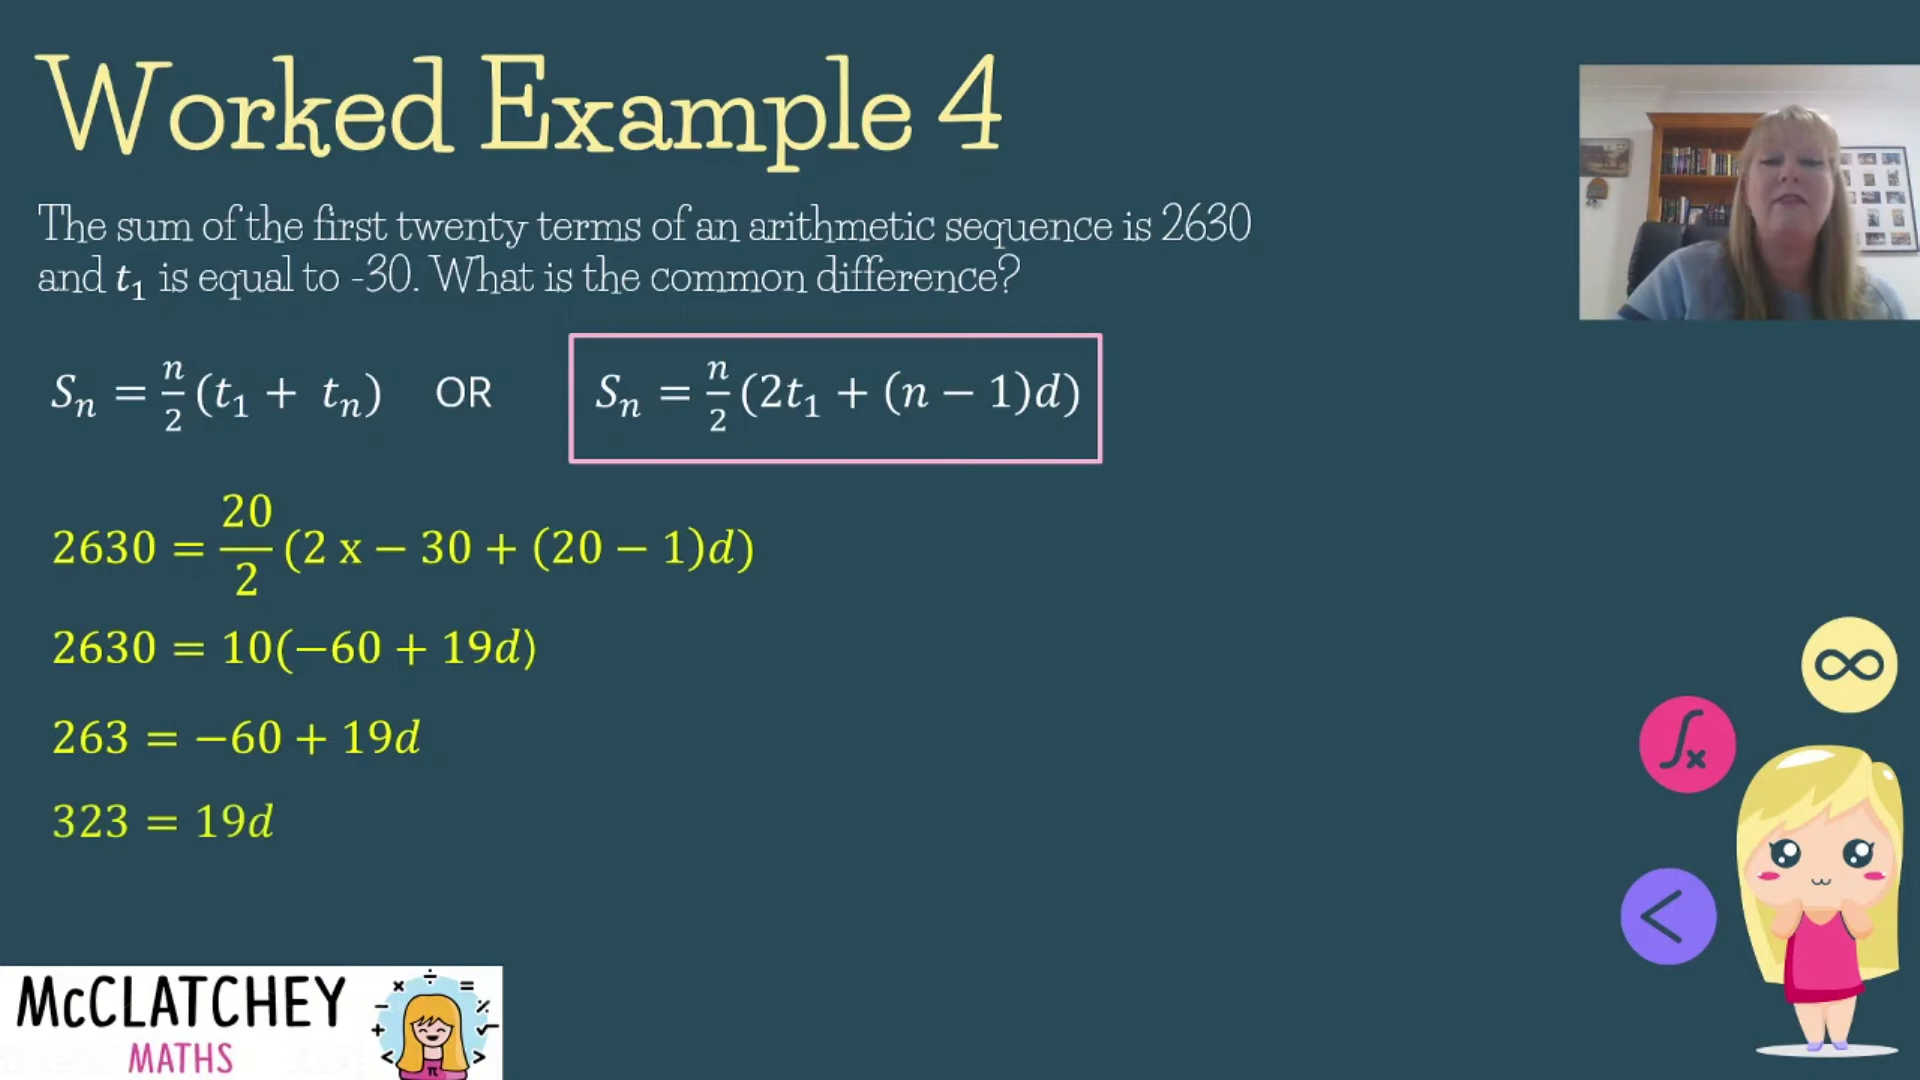 Worked Example 4
The sum of the first twenty terms of an arithmetic sequence is 2630
and t₁ is equal to -30. What is the common difference?
Sₙ = n/2 (t₁ + tₙ) OR Sₙ = n/2 (2t₁ + (n − 1)d)
2630 = 20/2 (2 x − 30 + (20 − 1)d)
2630 = 10(−60 + 19d)
263 = −60 + 19d
323 = 19d
∞
∫x
<
McCLATCHEY
MATHS